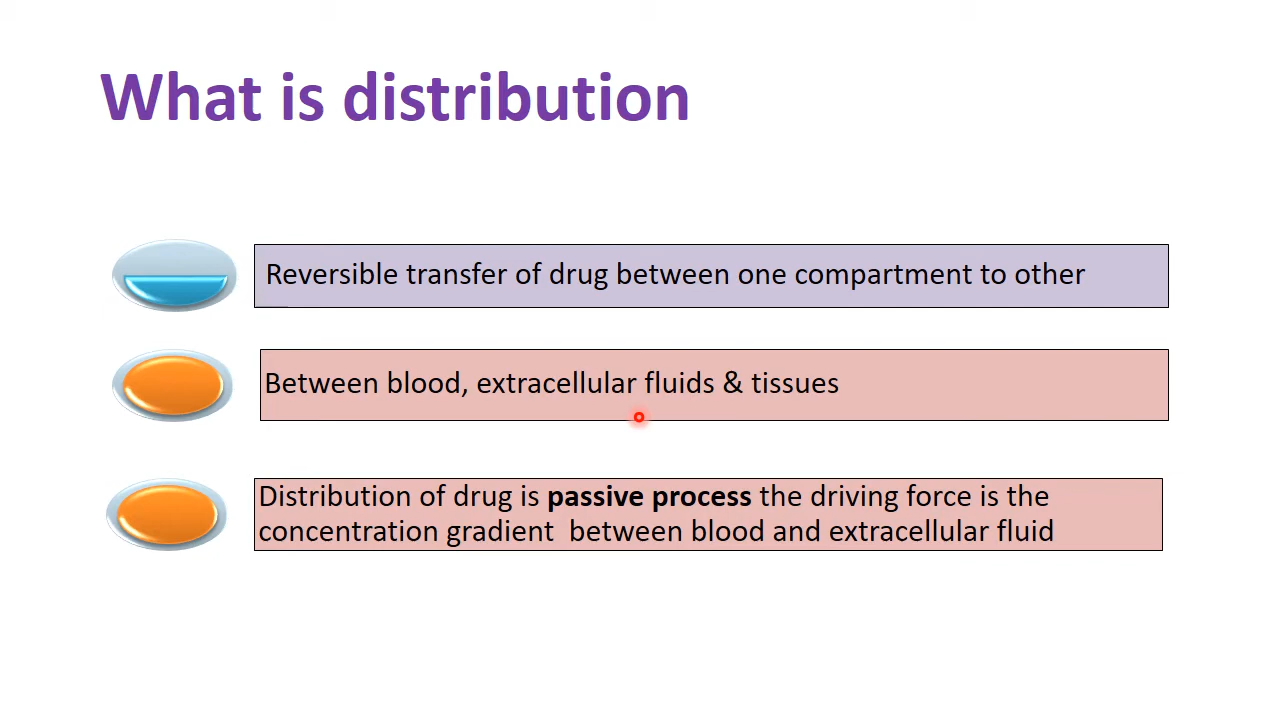 What is distribution
Reversible transfer of drug between one compartment to other
Between blood, extracellular fluids & tissues
Distribution of drug is passive process the driving force is the
concentration gradient  between blood and extracellular fluid